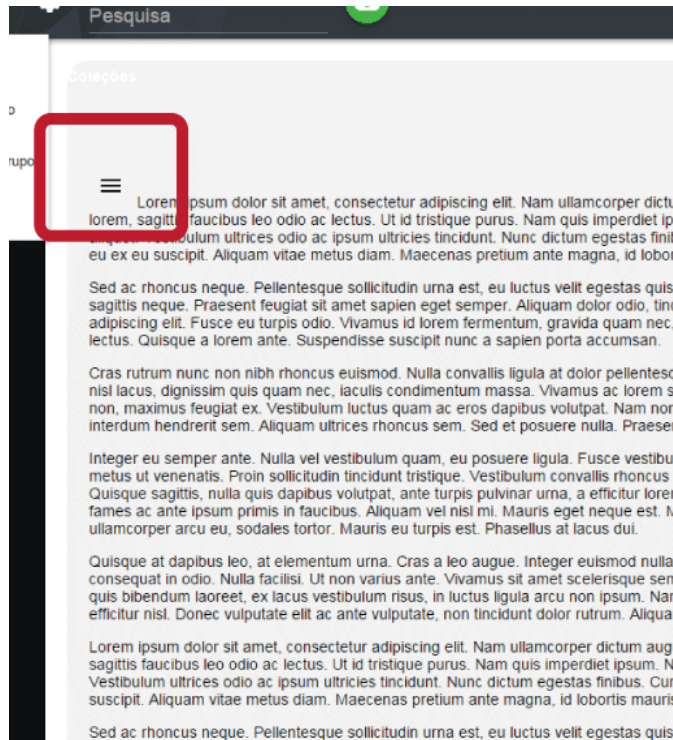 Pesquisa
Coleções
o
rupo
Lorem ipsum dolor sit amet, consectetur adipiscing elit. Nam ullamcorper dictu
lorem, sagittis faucibus leo odio ac lectus. Ut id tristique purus. Nam quis imperdiet ip
aliquet. Vestibulum ultrices odio ac ipsum ultricies tincidunt. Nunc dictum egestas finib
eu ex eu suscipit. Aliquam vitae metus diam. Maecenas pretium ante magna, id lobor
Sed ac rhoncus neque. Pellentesque sollicitudin urna est, eu luctus velit egestas quis
sagittis neque. Praesent feugiat sit amet sapien eget semper. Aliquam dolor odio, tinc
adipiscing elit. Fusce eu turpis odio. Vivamus id lorem fermentum, gravida quam nec,
lectus. Quisque a lorem ante. Suspendisse suscipit nunc a sapien porta accumsan.
Cras rutrum nunc non nibh rhoncus euismod. Nulla convallis ligula at dolor pellentesc
nisl lacus, dignissim quis quam nec, iaculis condimentum massa. Vivamus ac lorem s
non, maximus feugiat ex. Vestibulum luctus quam ac eros dapibus volutpat. Nam non
interdum hendrerit sem. Aliquam ultrices rhoncus sem. Sed et posuere nulla. Praeser
Integer eu semper ante. Nulla vel vestibulum quam, eu posuere ligula. Fusce vestibu
metus ut venenatis. Proin sollicitudin tincidunt tristique. Vestibulum convallis rhoncus
Quisque sagittis, nulla quis dapibus volutpat, ante turpis pulvinar urna, a efficitur lore
fames ac ante ipsum primis in faucibus. Aliquam vel nisl mi. Mauris eget neque est. M
ullamcorper arcu eu, sodales tortor. Mauris eu turpis est. Phasellus at lacus dui.
Quisque at dapibus leo, at elementum urna. Cras a leo augue. Integer euismod nulla
consequat in odio. Nulla facilisi. Ut non varius ante. Vivamus sit amet scelerisque sem
quis bibendum laoreet, ex lacus vestibulum risus, in luctus ligula arcu non ipsum. Nam
efficitur nisl. Donec vulputate elit ac ante vulputate, non tincidunt dolor rutrum. Aliqua
Lorem ipsum dolor sit amet, consectetur adipiscing elit. Nam ullamcorper dictum aug
sagittis faucibus leo odio ac lectus. Ut id tristique purus. Nam quis imperdiet ipsum. N
Vestibulum ultrices odio ac ipsum ultricies tincidunt. Nunc dictum egestas finibus. Cur
suscipit. Aliquam vitae metus diam. Maecenas pretium ante magna, id lobortis mauris
Sed ac rhoncus neque. Pellentesque sollicitudin urna est, eu luctus velit egestas quis